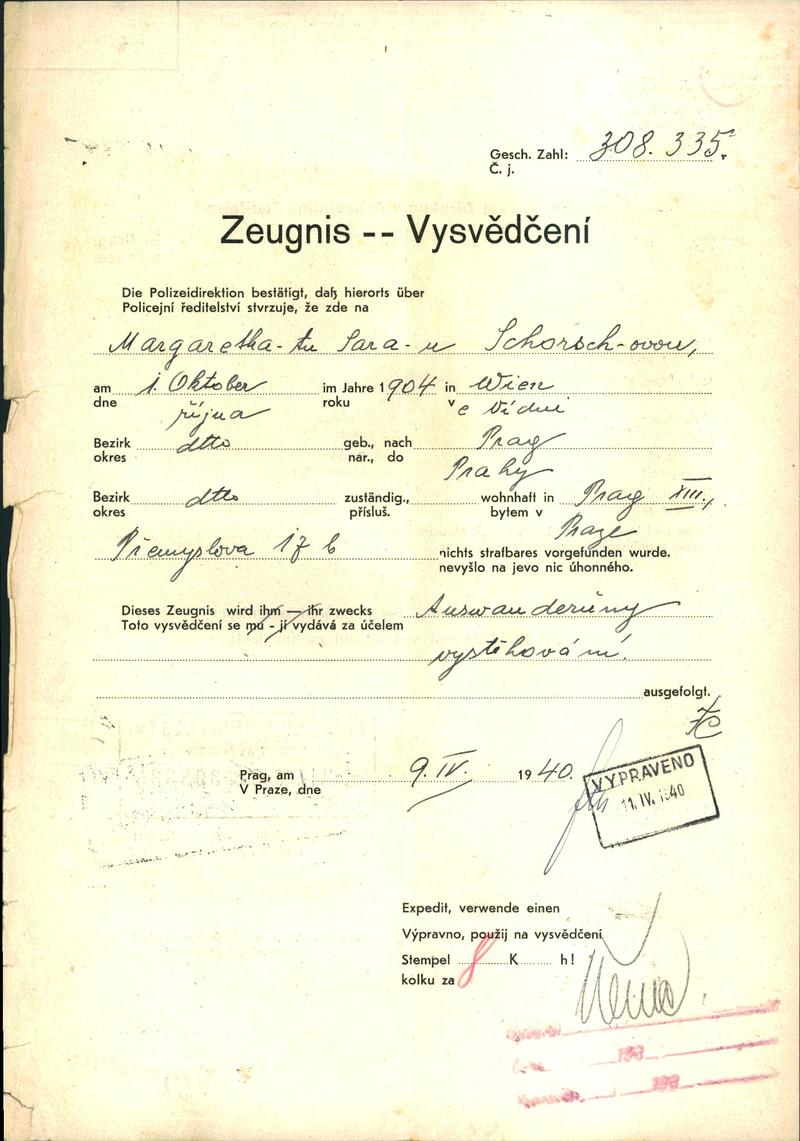 Gesch. Zahl: 308.335.
Č. j.
Zeugnis -- Vysvědčení
Die Polizeidirektion bestätigt, daß hierorts über
Policejní ředitelství stvrzuje, že zde na
Margaretha-tu Sara-u Schorsch-ovou,
am 1. Oktober im Jahre 1904 in Wien
dne října roku v e Vídni
Bezirk dtto geb., nach Prag
okres nar., do Prahy
Bezirk dtto zuständig., wohnhaft in Prag XIII.,
okres přísluš. bytem v Praze
Přemyslova 17 b nichts strafbares vorgefunden wurde.
nevyšlo na jevo nic úhonného.
Dieses Zeugnis wird ihm — ihr zwecks Auswanderung
Toto vysvědčení se mu - jí vydává za účelem
vystěhování.
ausgefolgt.
Prag, am 9. IV. 1940.
V Praze, dne
VYPRAVENO
11. IV. 1940
Expedit, verwende einen
Výpravno, použij na vysvědčení
Stempel 8 K h!
kolku za
193
193